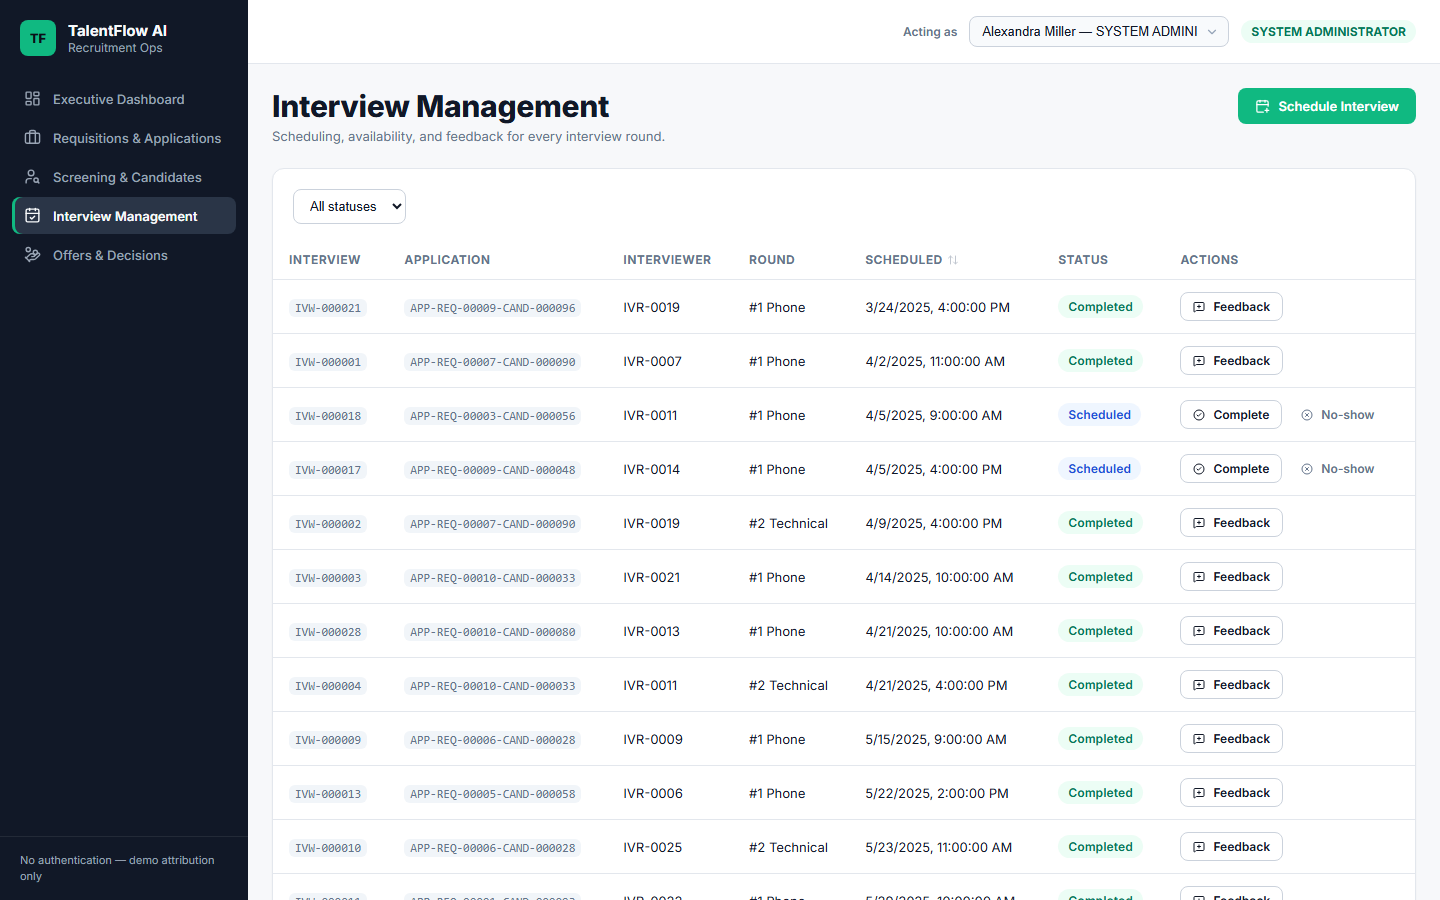 TF
TalentFlow AI
Recruitment Ops
Executive Dashboard
Requisitions & Applications
Screening & Candidates
Interview Management
Offers & Decisions
No authentication — demo attribution
only
Acting as
Alexandra Miller — SYSTEM ADMINI
SYSTEM ADMINISTRATOR
Interview Management
Scheduling, availability, and feedback for every interview round.
Schedule Interview
All statuses
INTERVIEW APPLICATION INTERVIEWER ROUND SCHEDULED STATUS ACTIONS
IVW-000021 APP-REQ-00009-CAND-000096 IVR-0019 #1 Phone 3/24/2025, 4:00:00 PM Completed Feedback
IVW-000001 APP-REQ-00007-CAND-000090 IVR-0007 #1 Phone 4/2/2025, 11:00:00 AM Completed Feedback
IVW-000018 APP-REQ-00003-CAND-000056 IVR-0011 #1 Phone 4/5/2025, 9:00:00 AM Scheduled Complete No-show
IVW-000017 APP-REQ-00009-CAND-000048 IVR-0014 #1 Phone 4/5/2025, 4:00:00 PM Scheduled Complete No-show
IVW-000002 APP-REQ-00007-CAND-000090 IVR-0019 #2 Technical 4/9/2025, 4:00:00 PM Completed Feedback
IVW-000003 APP-REQ-00010-CAND-000033 IVR-0021 #1 Phone 4/14/2025, 10:00:00 AM Completed Feedback
IVW-000028 APP-REQ-00010-CAND-000080 IVR-0013 #1 Phone 4/21/2025, 10:00:00 AM Completed Feedback
IVW-000004 APP-REQ-00010-CAND-000033 IVR-0011 #2 Technical 4/21/2025, 4:00:00 PM Completed Feedback
IVW-000009 APP-REQ-00006-CAND-000028 IVR-0009 #1 Phone 5/15/2025, 9:00:00 AM Completed Feedback
IVW-000013 APP-REQ-00005-CAND-000058 IVR-0006 #1 Phone 5/22/2025, 2:00:00 PM Completed Feedback
IVW-000010 APP-REQ-00006-CAND-000028 IVR-0025 #2 Technical 5/23/2025, 11:00:00 AM Completed Feedback
#1 Phone Completed Feedback